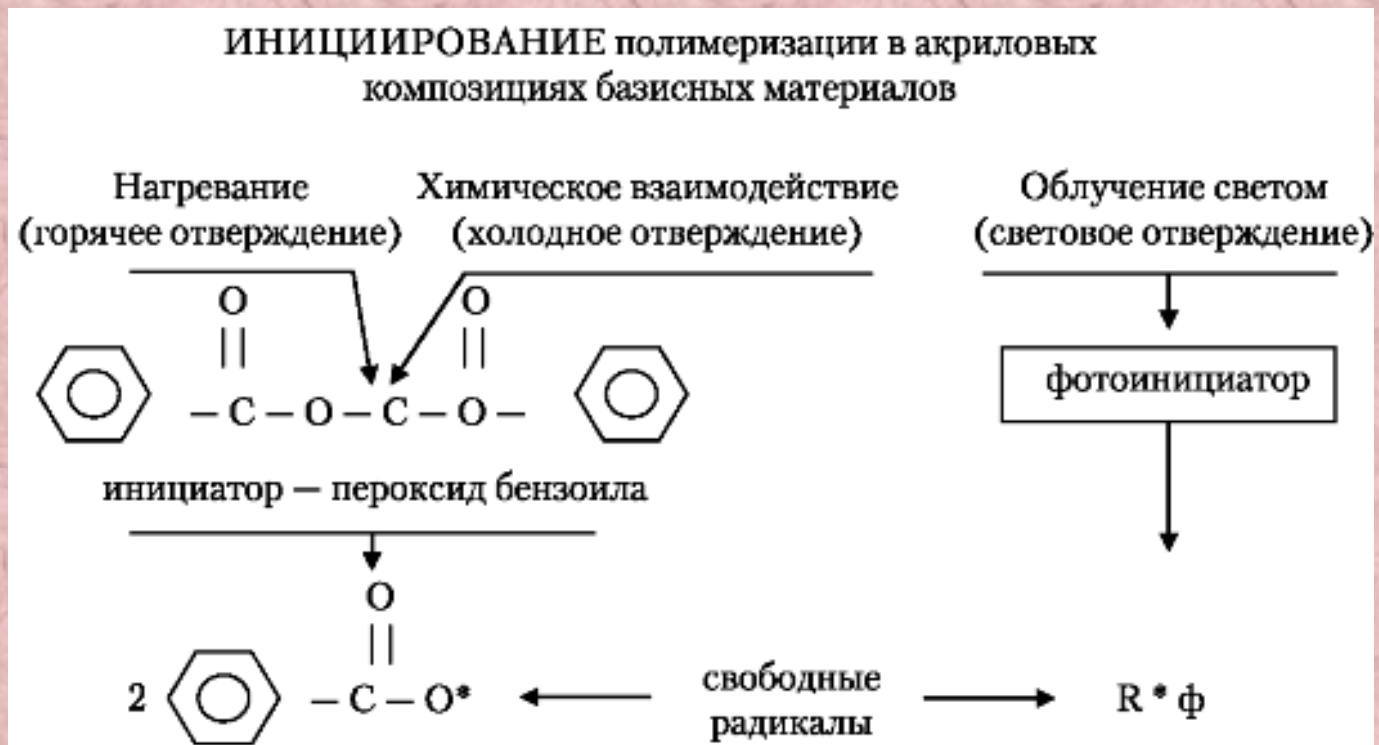 ИНИЦИИРОВАНИЕ полимеризации в акриловых
композициях базисных материалов
Нагревание
(горячее отверждение)
Химическое взаимодействие
(холодное отверждение)
Облучение светом
(световое отверждение)
O O
|| ||
– C – O – C – O –
фотоинициатор
инициатор – пероксид бензоила
O
||
2 – C – O*
свободные
радикалы
R * ф